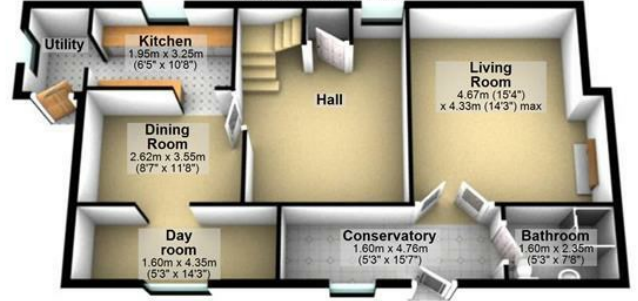 Utility
Kitchen
1.95m x 3.25m
(6'5" x 10'8")
Hall
Living
Room
4.67m (15'4")
x 4.33m (14'3") max
Dining
Room
2.62m x 3.55m
(8'7" x 11'8")
Day
room
1.60m x 4.35m
(5'3" x 14'3")
Conservatory
1.60m x 4.76m
(5'3" x 15'7")
Bathroom
1.60m x 2.35m
(5'3" x 7'8")